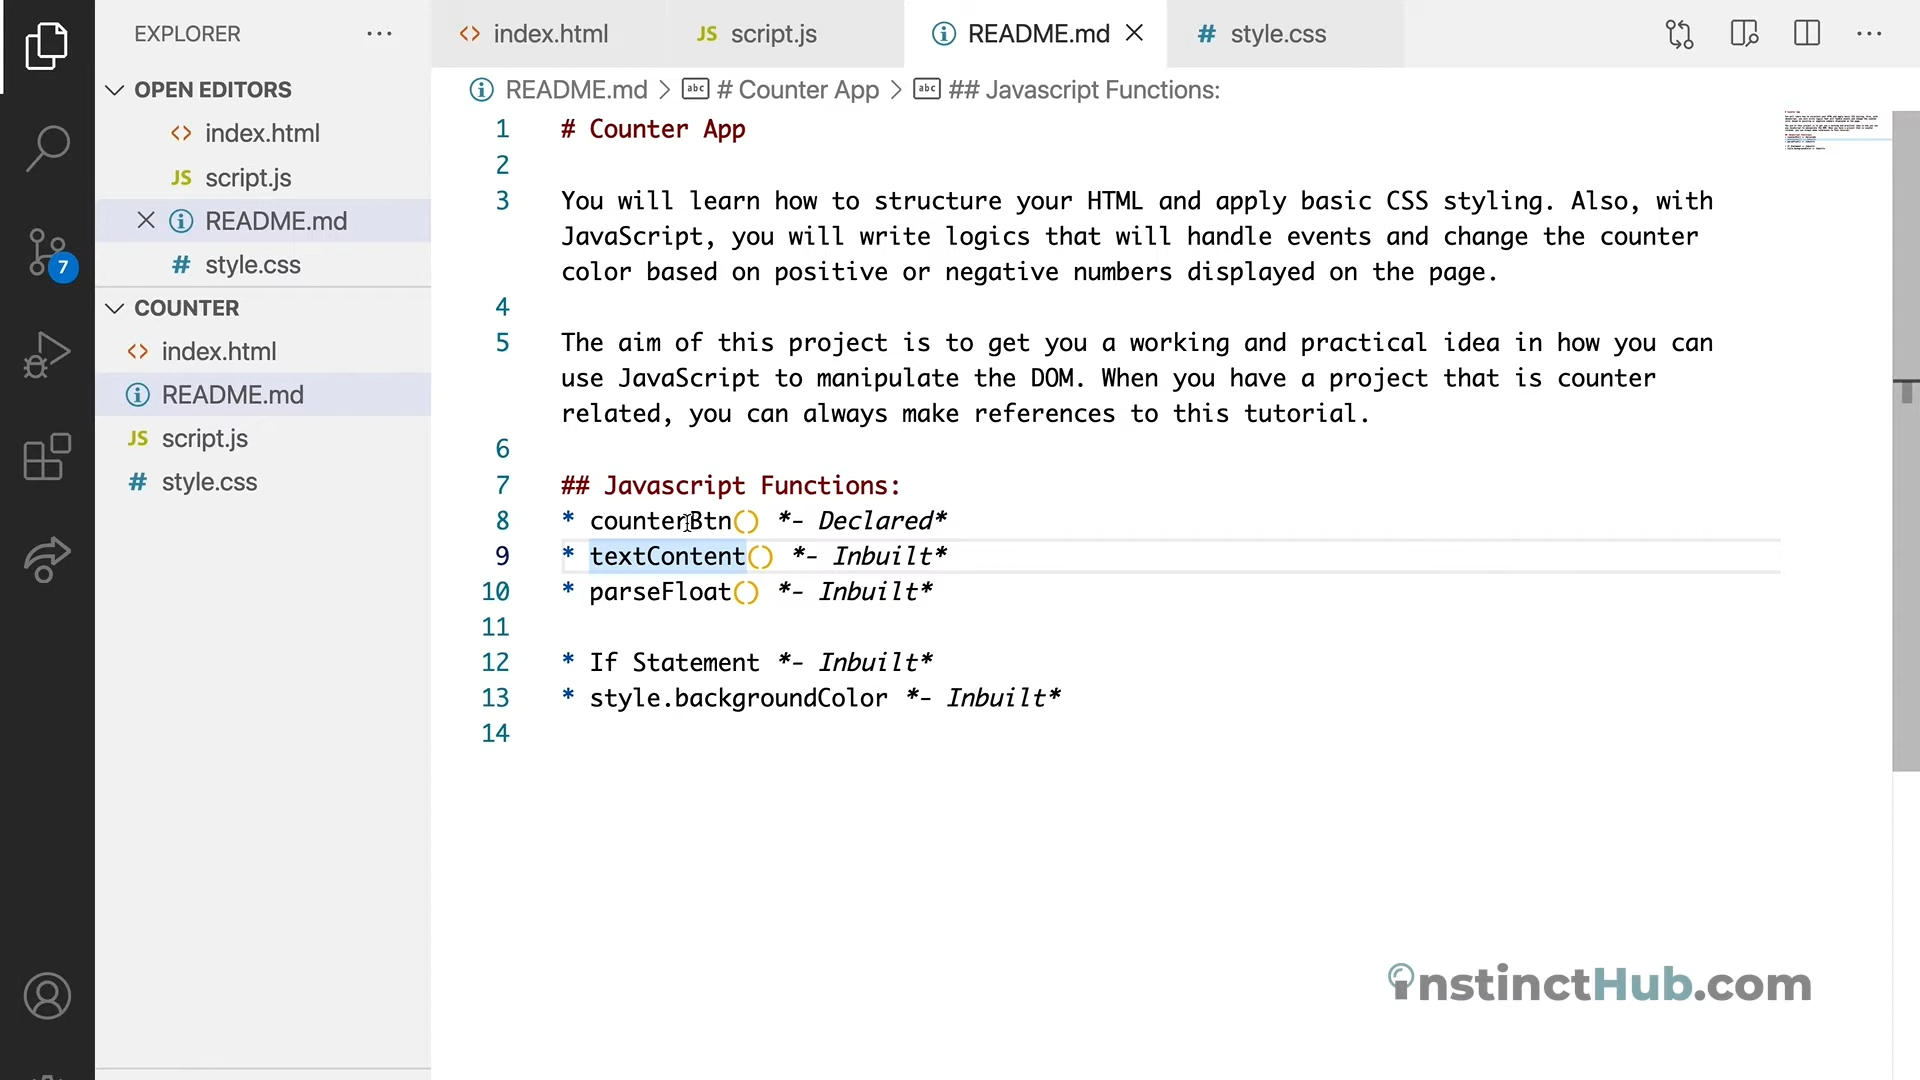 EXPLORER
OPEN EDITORS
<> index.html
JS script.js
README.md
# style.css
7
COUNTER
<> index.html
README.md
JS script.js
# style.css
<> index.html
JS script.js
README.md
# style.css
README.md > abc # Counter App > abc ## Javascript Functions:
1 # Counter App
2
3 You will learn how to structure your HTML and apply basic CSS styling. Also, with
JavaScript, you will write logics that will handle events and change the counter
color based on positive or negative numbers displayed on the page.
4
5 The aim of this project is to get you a working and practical idea in how you can
use JavaScript to manipulate the DOM. When you have a project that is counter
related, you can always make references to this tutorial.
6
7 ## Javascript Functions:
8 * counterBtn() *- Declared*
9 * textContent() *- Inbuilt*
10 * parseFloat() *- Inbuilt*
11
12 * If Statement *- Inbuilt*
13 * style.backgroundColor *- Inbuilt*
14
instinctHub.com